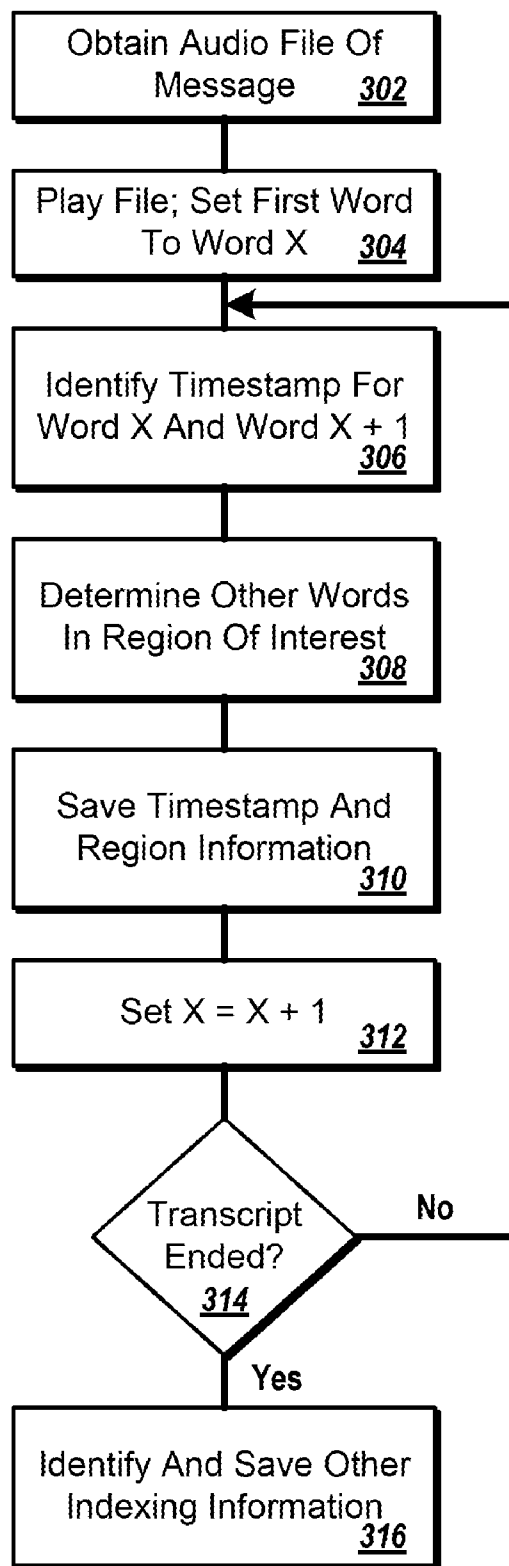 Obtain Audio File Of
Message 302
Play File; Set First Word
To Word X 304
Identify Timestamp For
Word X And Word X + 1
306
Determine Other Words
In Region Of Interest
308
Save Timestamp And
Region Information
310
Set X = X + 1
312
Transcript
Ended?
314
No
Yes
Identify And Save Other
Indexing Information
316